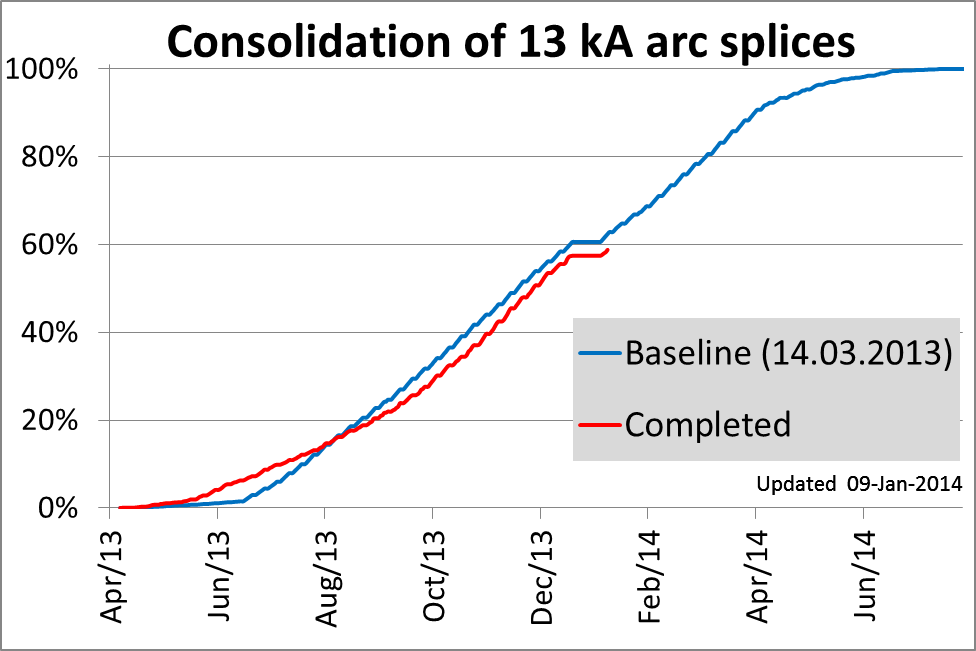 Consolidation of 13 kA arc splices
100%
80%
60%
40%
20%
0%
Baseline (14.03.2013)
Completed
Updated 09-Jan-2014
Apr/13
Jun/13
Aug/13
Oct/13
Dec/13
Feb/14
Apr/14
Jun/14